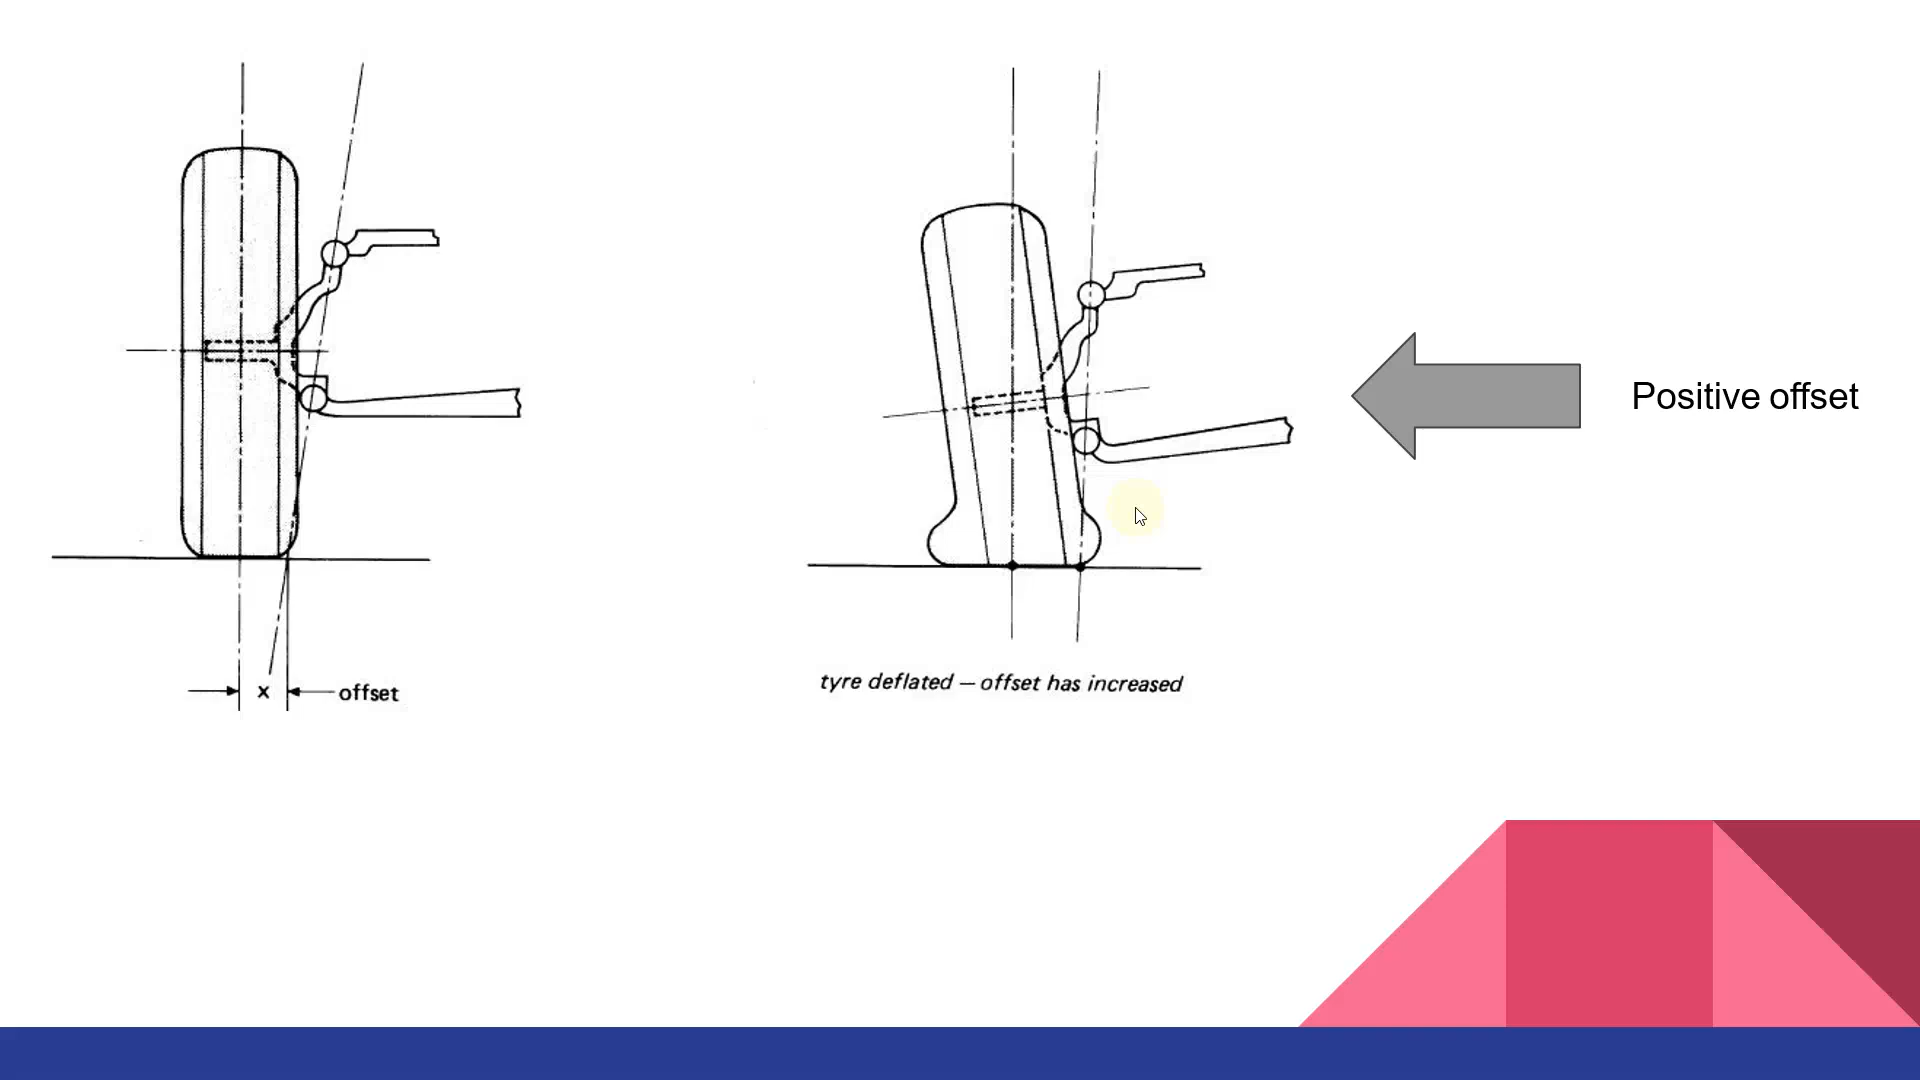 Positive offset
x
offset
tyre deflated — offset has increased